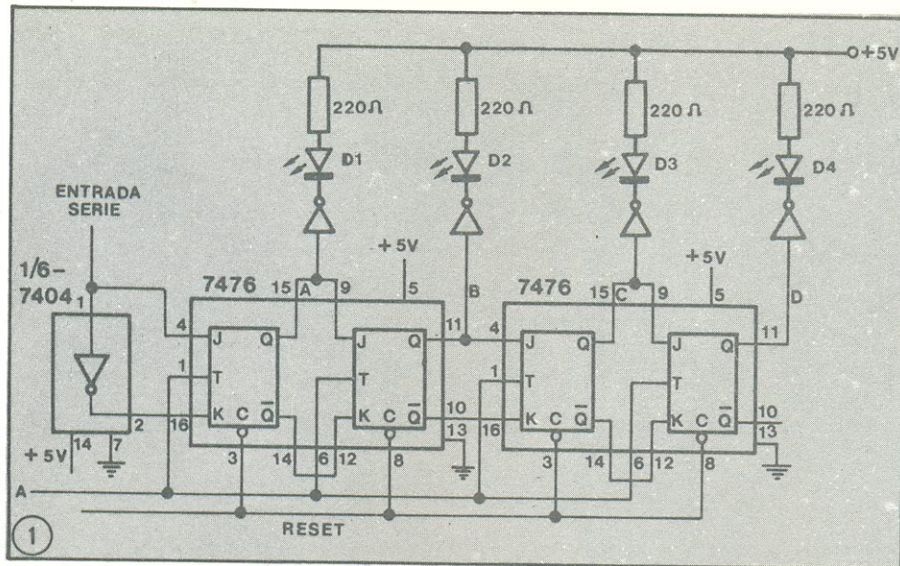 +5V
220Ω 220Ω 220Ω 220Ω
D1 D2 D3 D4
ENTRADA
SERIE
+5V +5V
1/6-
7404
7476 15 A 9 5 B 7476 15 C 9 5 D
1
4 J Q J Q 11 4 J Q J Q 11
1 T T 1 T T
K C Q̅ K C Q̅ 10 K C Q̅ K C Q̅ 10
2 16 13 16 13
14 7 3 14 6 12 8 3 14 6 12 8
+5V
A
RESET
1